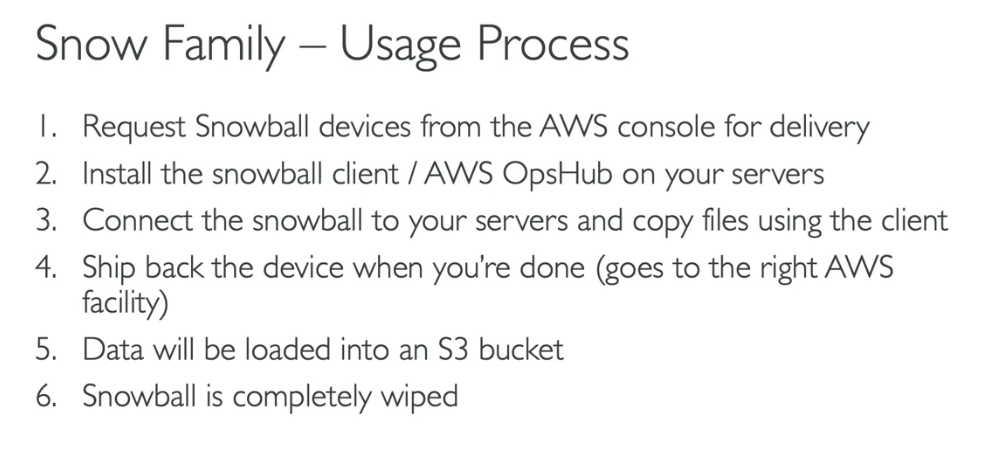 Snow Family – Usage Process
1. Request Snowball devices from the AWS console for delivery
2. Install the snowball client / AWS OpsHub on your servers
3. Connect the snowball to your servers and copy files using the client
4. Ship back the device when you're done (goes to the right AWS
facility)
5. Data will be loaded into an S3 bucket
6. Snowball is completely wiped